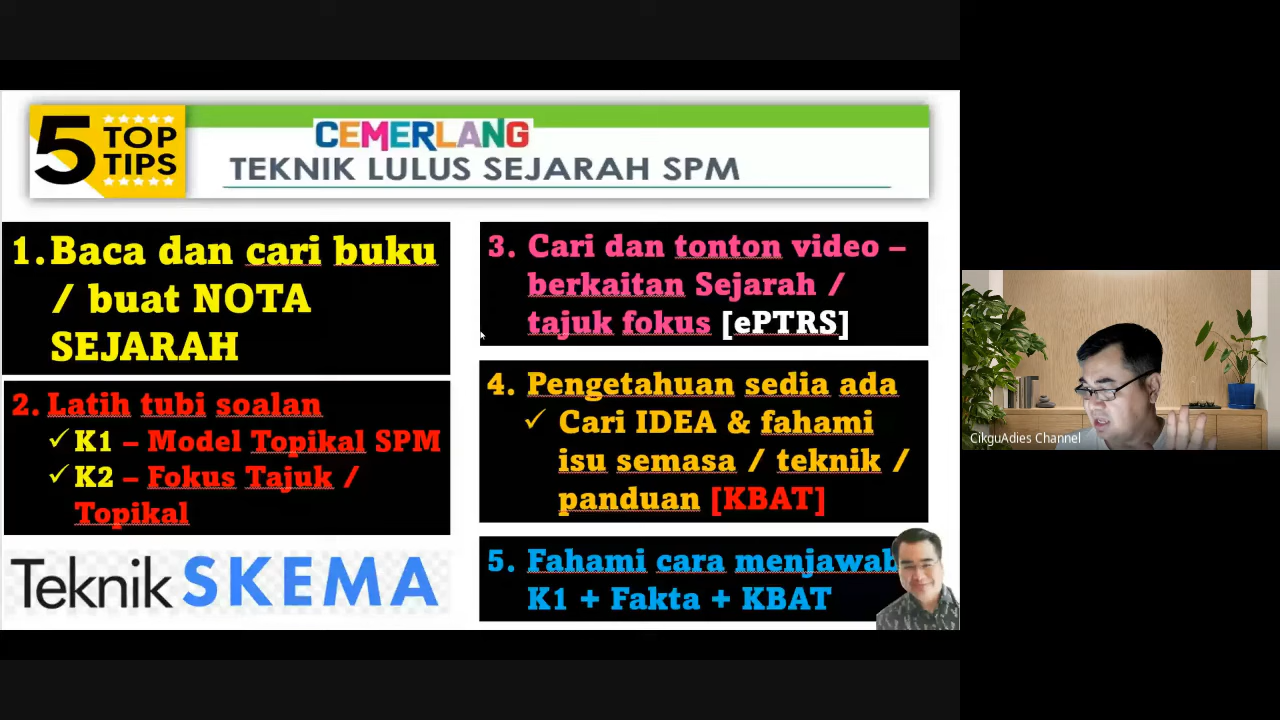 5 TOP
TIPS
CEMERLANG
TEKNIK LULUS SEJARAH SPM
1. Baca dan cari buku
/ buat NOTA
SEJARAH
2. Latih tubi soalan
✓ K1 – Model Topikal SPM
✓ K2 – Fokus Tajuk /
Topikal
Teknik SKEMA
3. Cari dan tonton video –
berkaitan Sejarah /
tajuk fokus [ePTRS]
4. Pengetahuan sedia ada
✓ Cari IDEA & fahami
isu semasa / teknik /
panduan [KBAT]
5. Fahami cara menjawab
K1 + Fakta + KBAT
CikguAdies Channel